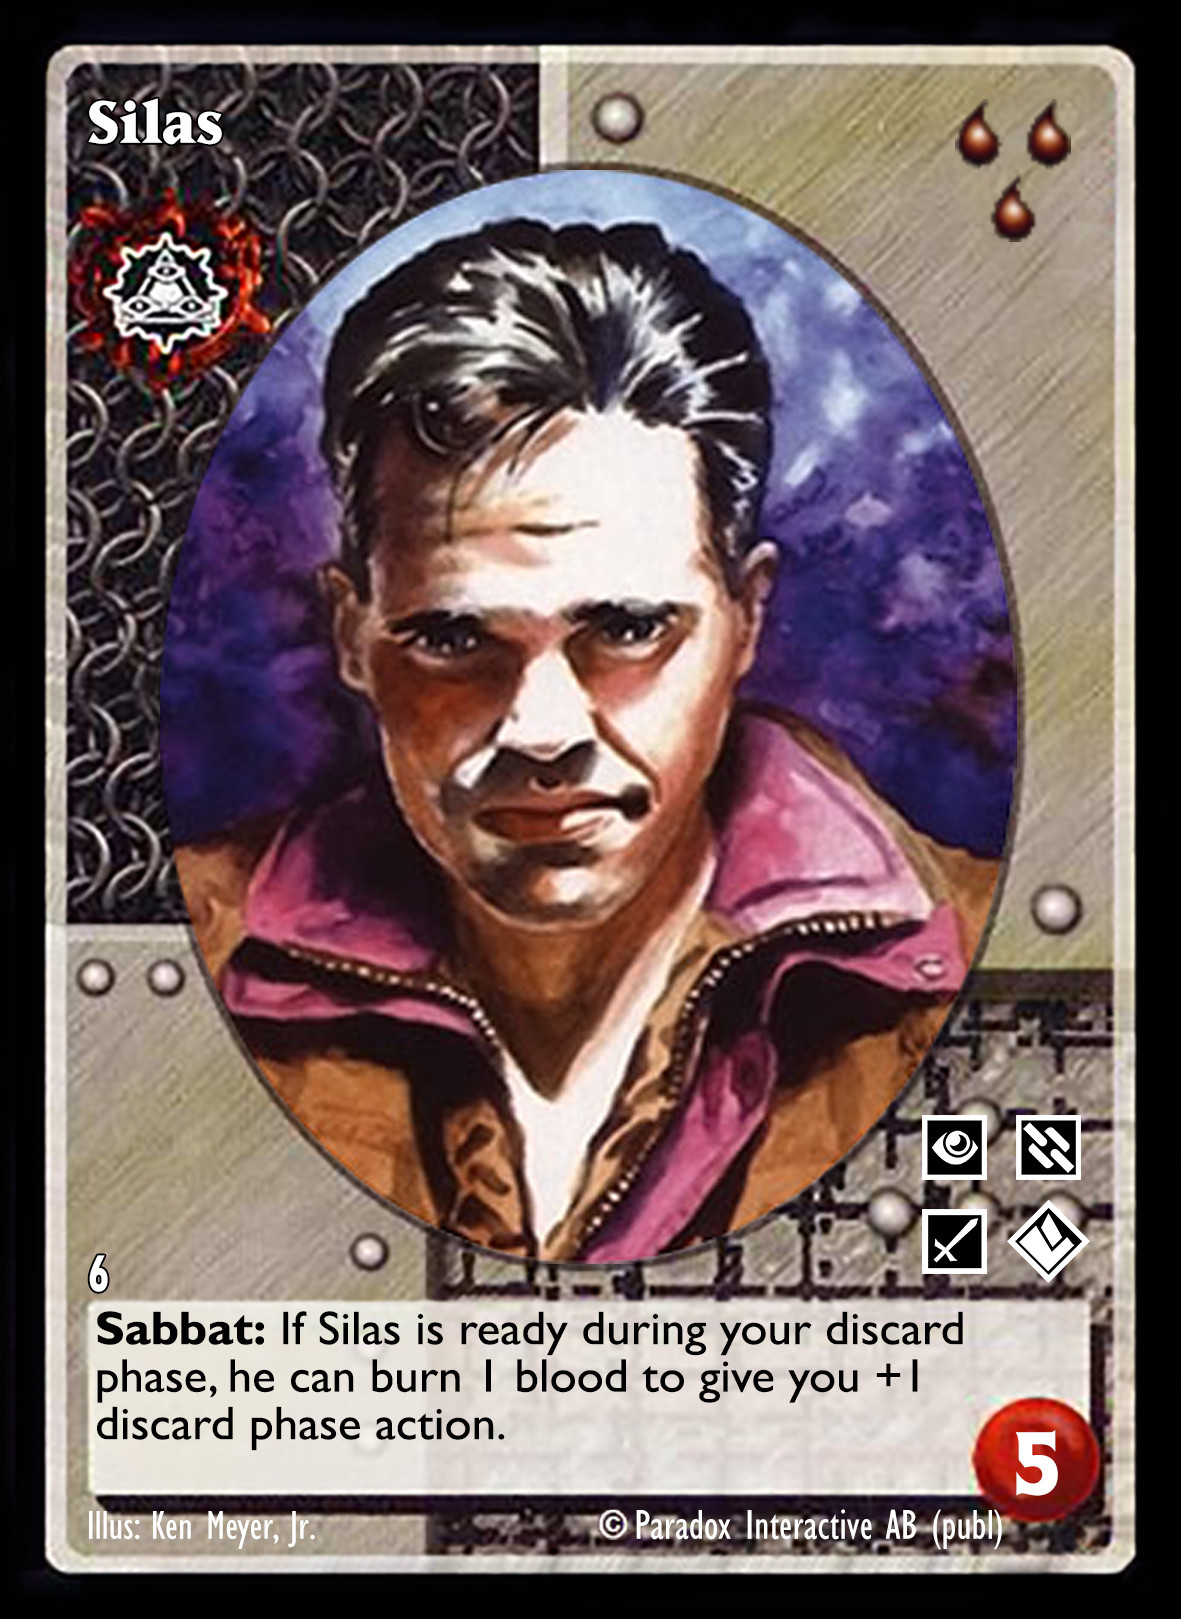 Silas
6
Sabbat: If Silas is ready during your discard
phase, he can burn 1 blood to give you +1
discard phase action.
5
Illus: Ken Meyer, Jr.
© Paradox Interactive AB (publ)